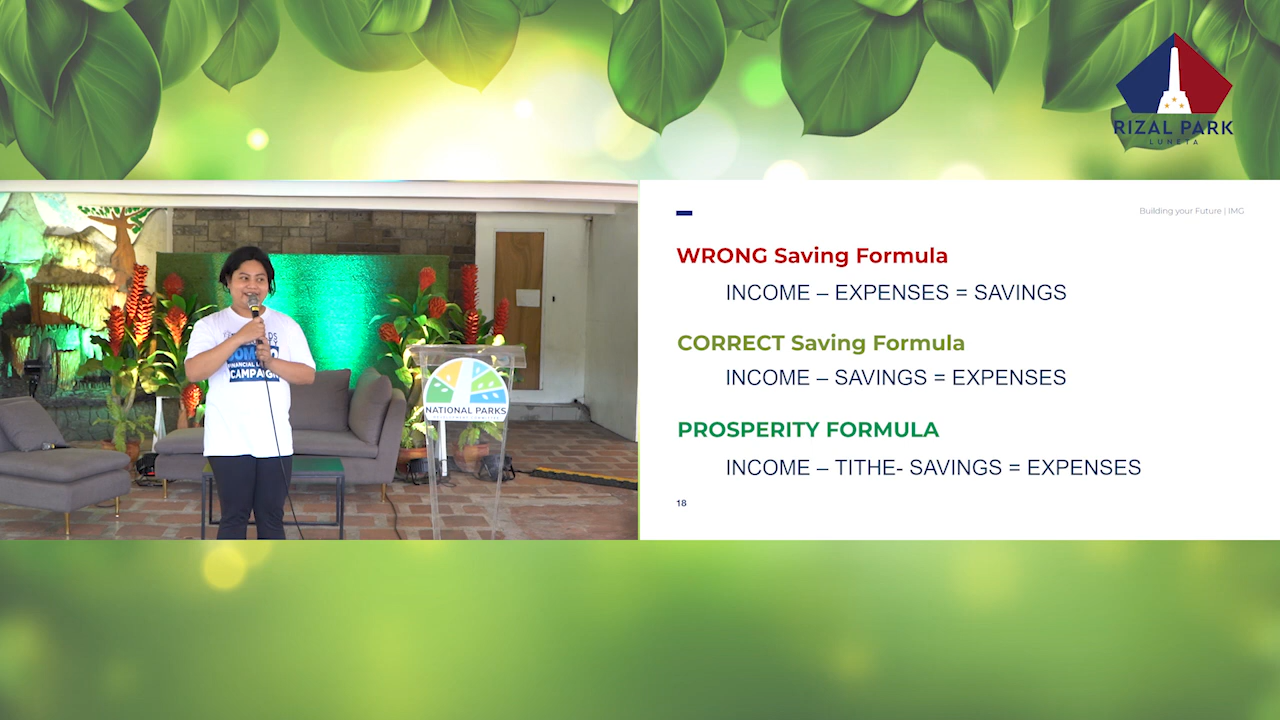 RIZAL PARK
LUNETA
Building your Future | IMG
WRONG Saving Formula
INCOME – EXPENSES = SAVINGS
CORRECT Saving Formula
INCOME – SAVINGS = EXPENSES
PROSPERITY FORMULA
INCOME – TITHE- SAVINGS = EXPENSES
18
CAMPAIGN
NATIONAL PARKS